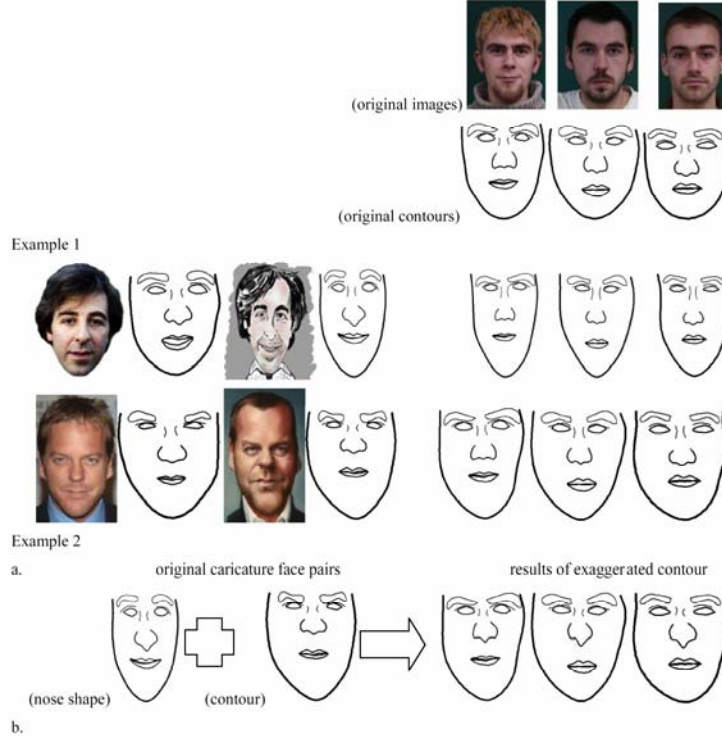 (original images)
(original contours)
Example 1
Example 2
a. original caricature face pairs results of exaggerated contour
(nose shape) (contour)
b.